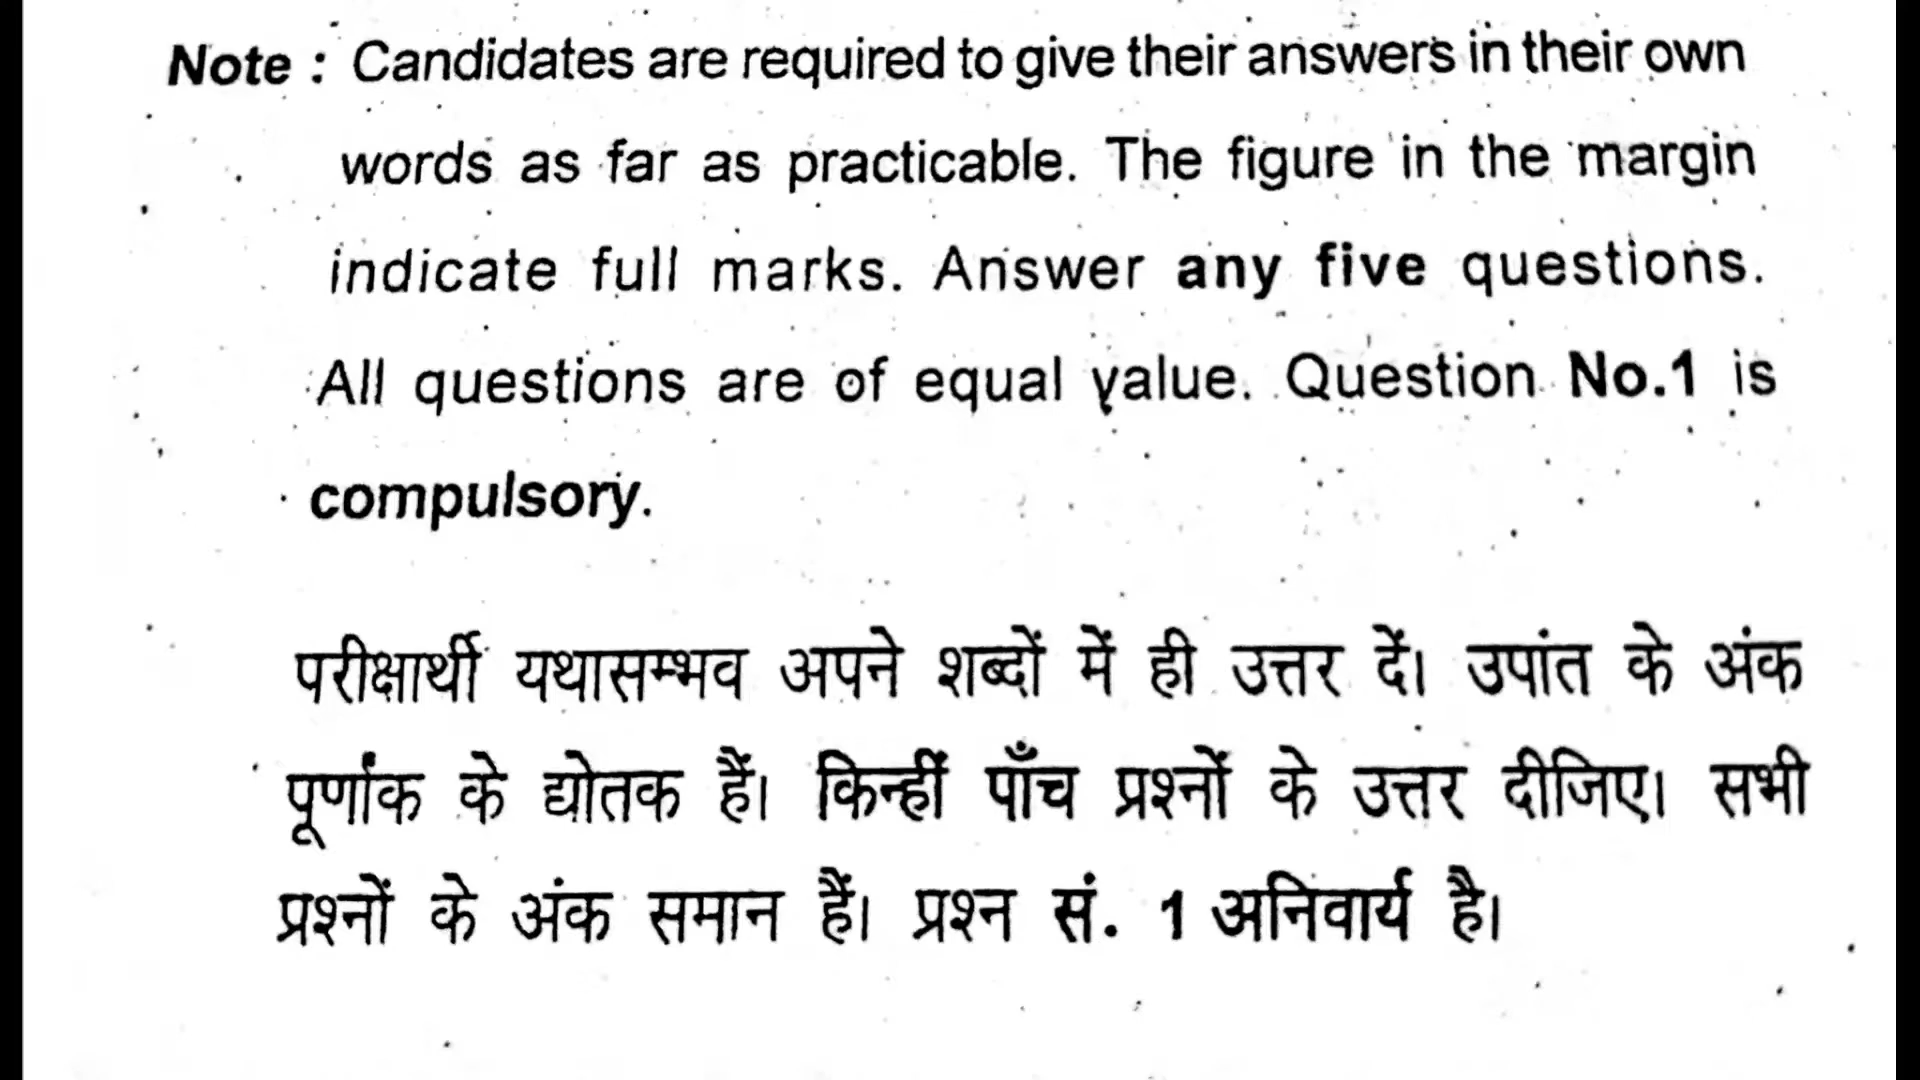 Note : Candidates are required to give their answers in their own
words as far as practicable. The figure in the margin
indicate full marks. Answer any five questions.
All questions are of equal value. Question No.1 is
compulsory.
परीक्षार्थी यथासम्भव अपने शब्दों में ही उत्तर दें। उपांत के अंक
पूर्णांक के द्योतक हैं। किन्हीं पाँच प्रश्नों के उत्तर दीजिए। सभी
प्रश्नों के अंक समान हैं। प्रश्न सं. 1 अनिवार्य है।